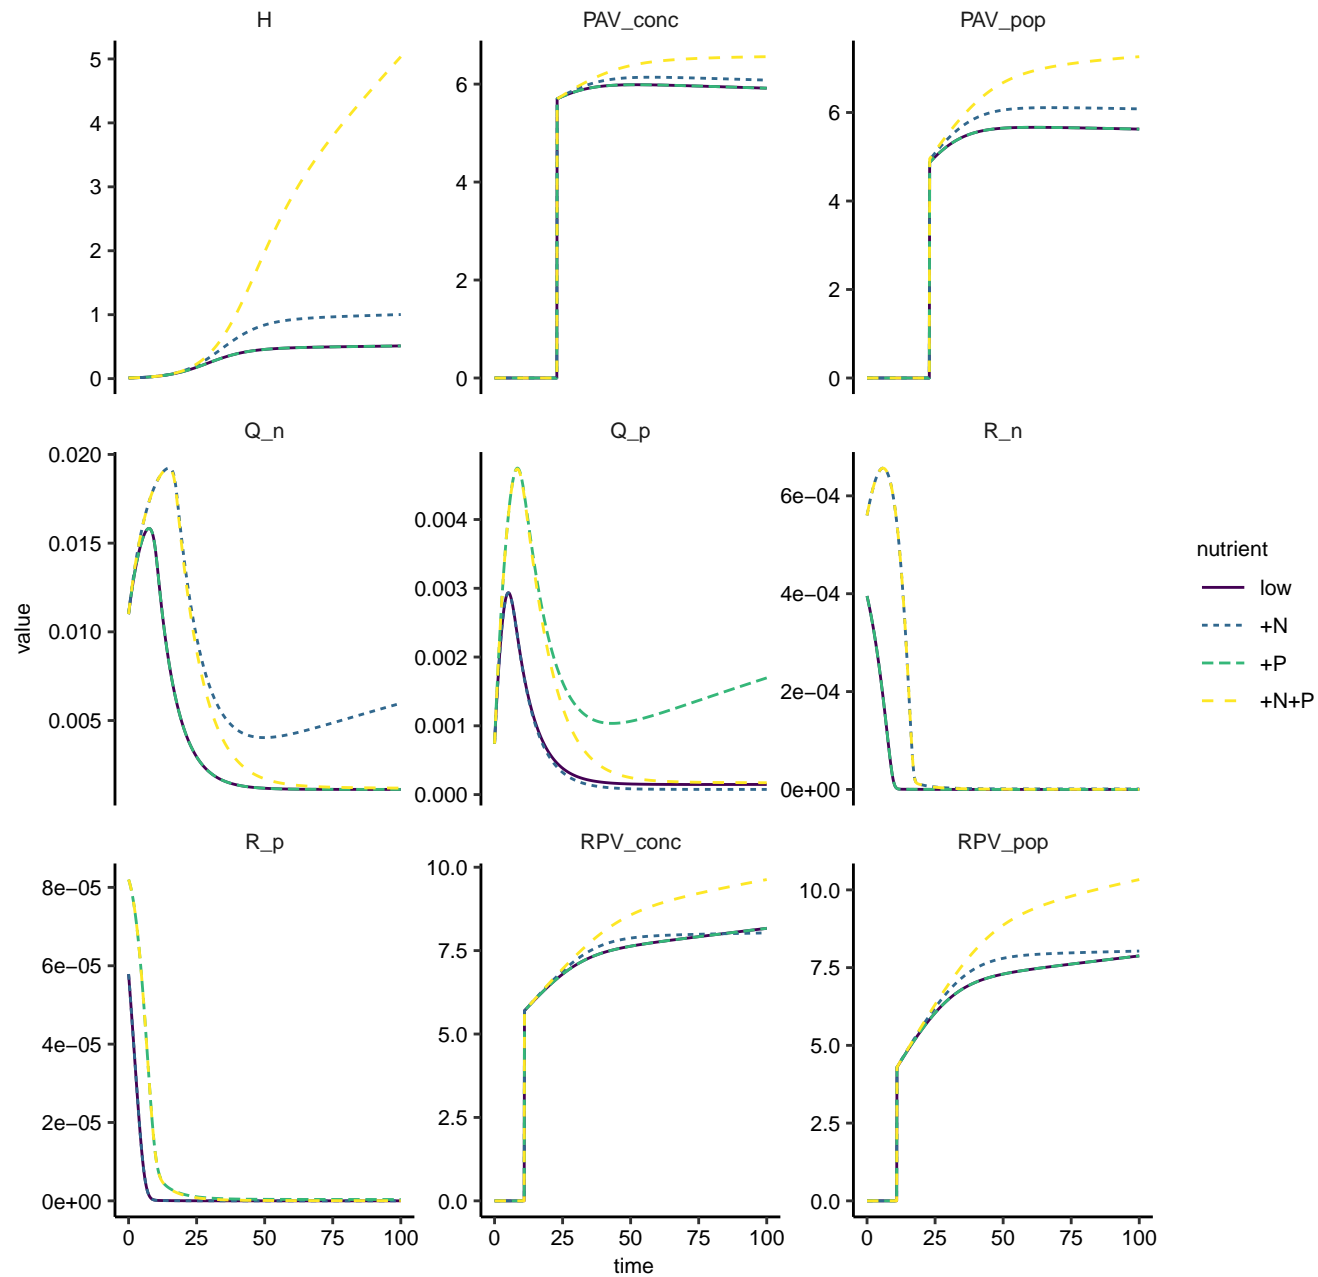 H
PAV_conc
PAV_pop
5
4
3
2
1
0
6
4
2
0
6
4
2
0
Q_n
Q_p
R_n
0.020
0.015
0.010
0.005
0.004
0.003
0.002
0.001
0.000
6e−04
4e−04
2e−04
0e+00
R_p
RPV_conc
RPV_pop
8e−05
6e−05
4e−05
2e−05
0e+00
10.0
7.5
5.0
2.5
0.0
10.0
7.5
5.0
2.5
0.0
0 25 50 75 100
0 25 50 75 100
0 25 50 75 100
time
value
nutrient
low
+N
+P
+N+P